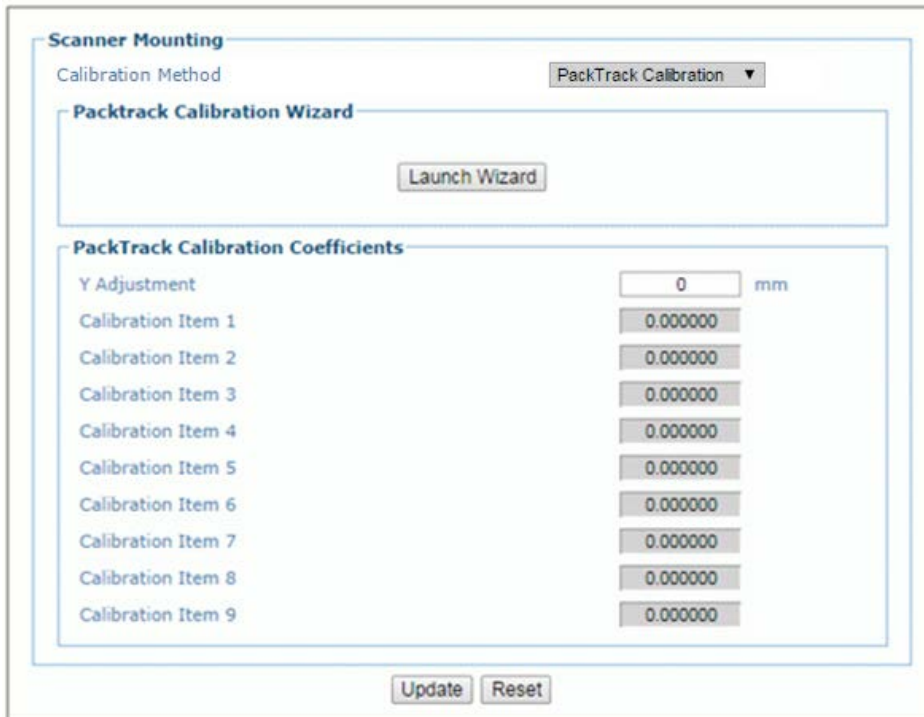 Scanner Mounting
Calibration Method PackTrack Calibration ▼
Packtrack Calibration Wizard
Launch Wizard
PackTrack Calibration Coefficients
Y Adjustment 0 mm
Calibration Item 1 0.000000
Calibration Item 2 0.000000
Calibration Item 3 0.000000
Calibration Item 4 0.000000
Calibration Item 5 0.000000
Calibration Item 6 0.000000
Calibration Item 7 0.000000
Calibration Item 8 0.000000
Calibration Item 9 0.000000
Update Reset